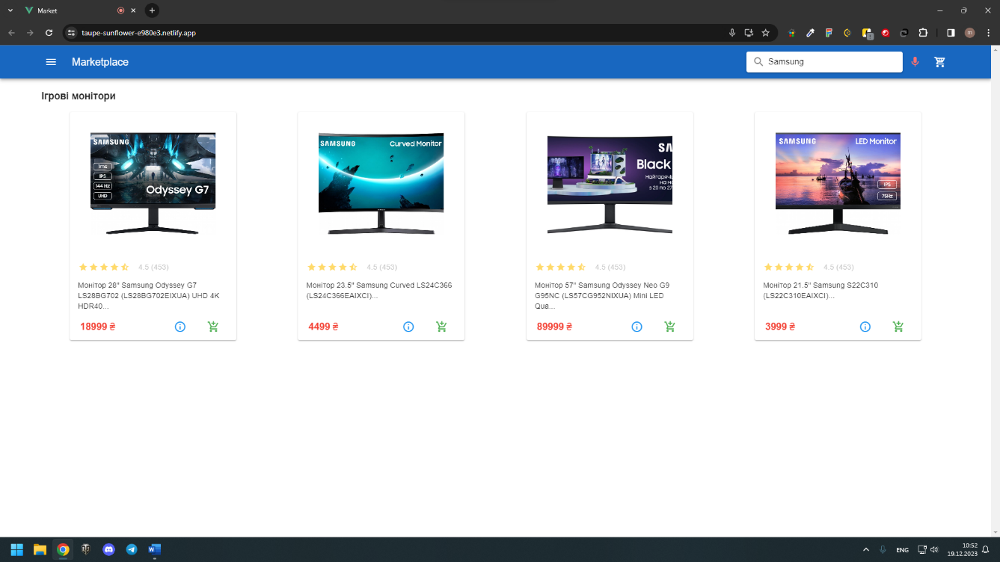 Market
taupe-sunflower-e980e3.netlify.app
m
Marketplace
Samsung
Ігрові монітори
SAMSUNG
1ms
IPS
144 Hz
UHD
Odyssey G7
4.5 (453)
Монітор 28" Samsung Odyssey G7
LS28BG702 (LS28BG702EIXUA) UHD 4K
HDR40...
18999 ₴
SAMSUNG
Curved Monitor
4.5 (453)
Монітор 23.5" Samsung Curved LS24C366
(LS24C366EAIXCI)...
4499 ₴
SA
Black
Найгарячіш
на мо
з 20 по 27
4.5 (453)
Монітор 57" Samsung Odyssey Neo G9
G95NC (LS57CG952NIXUA) Mini LED
Qua...
89999 ₴
SAMSUNG
LED Monitor
IPS
75Hz
4.5 (453)
Монітор 21.5" Samsung S22C310
(LS22C310EAIXCI)...
3999 ₴
ENG
10:52
19.12.2023